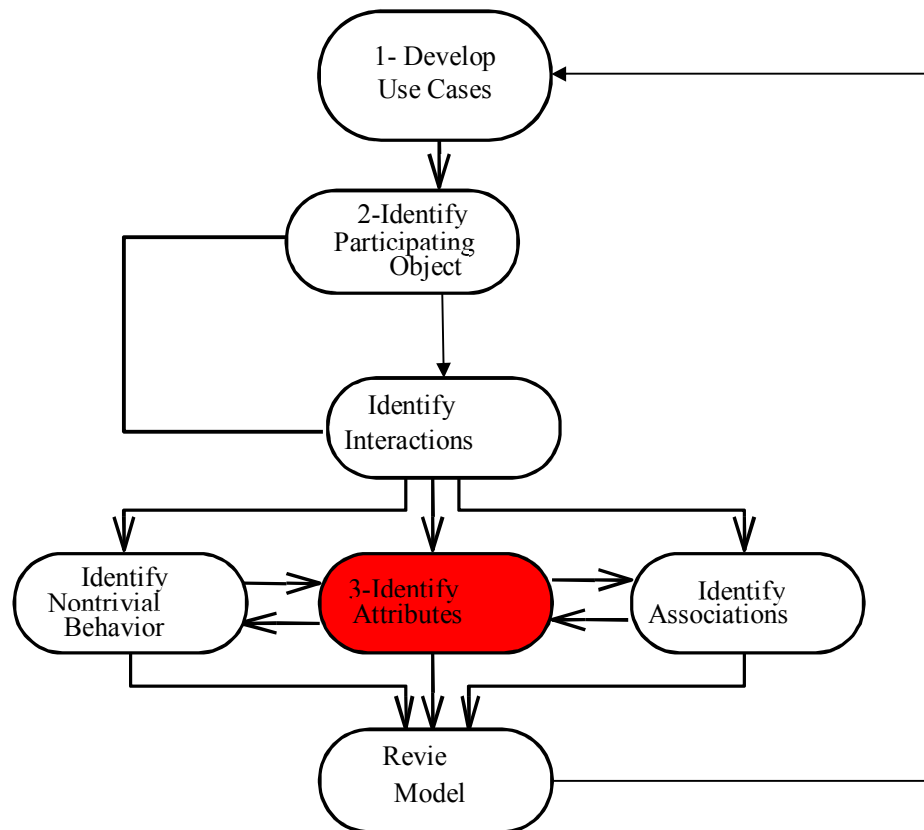 1- Develop
Use Cases
2-Identify
Participating
Object
Identify
Interactions
Identify
Nontrivial
Behavior
3-Identify
Attributes
Identify
Associations
Revie
Model